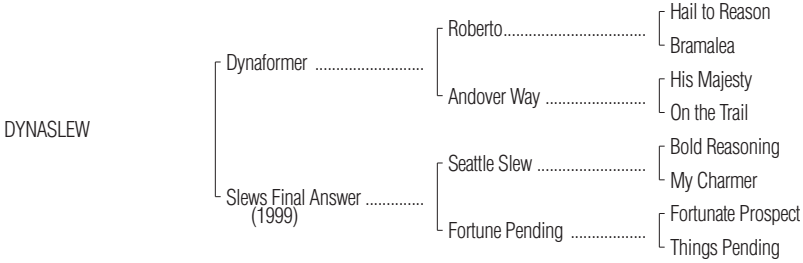 Hail to Reason
Roberto..................................
Bramalea
Dynaformer ..........................
His Majesty
Andover Way ........................
On the Trail
DYNASLEW
Bold Reasoning
Seattle Slew ..........................
My Charmer
Slews Final Answer ..............
(1999)
Fortunate Prospect
Fortune Pending ..................
Things Pending